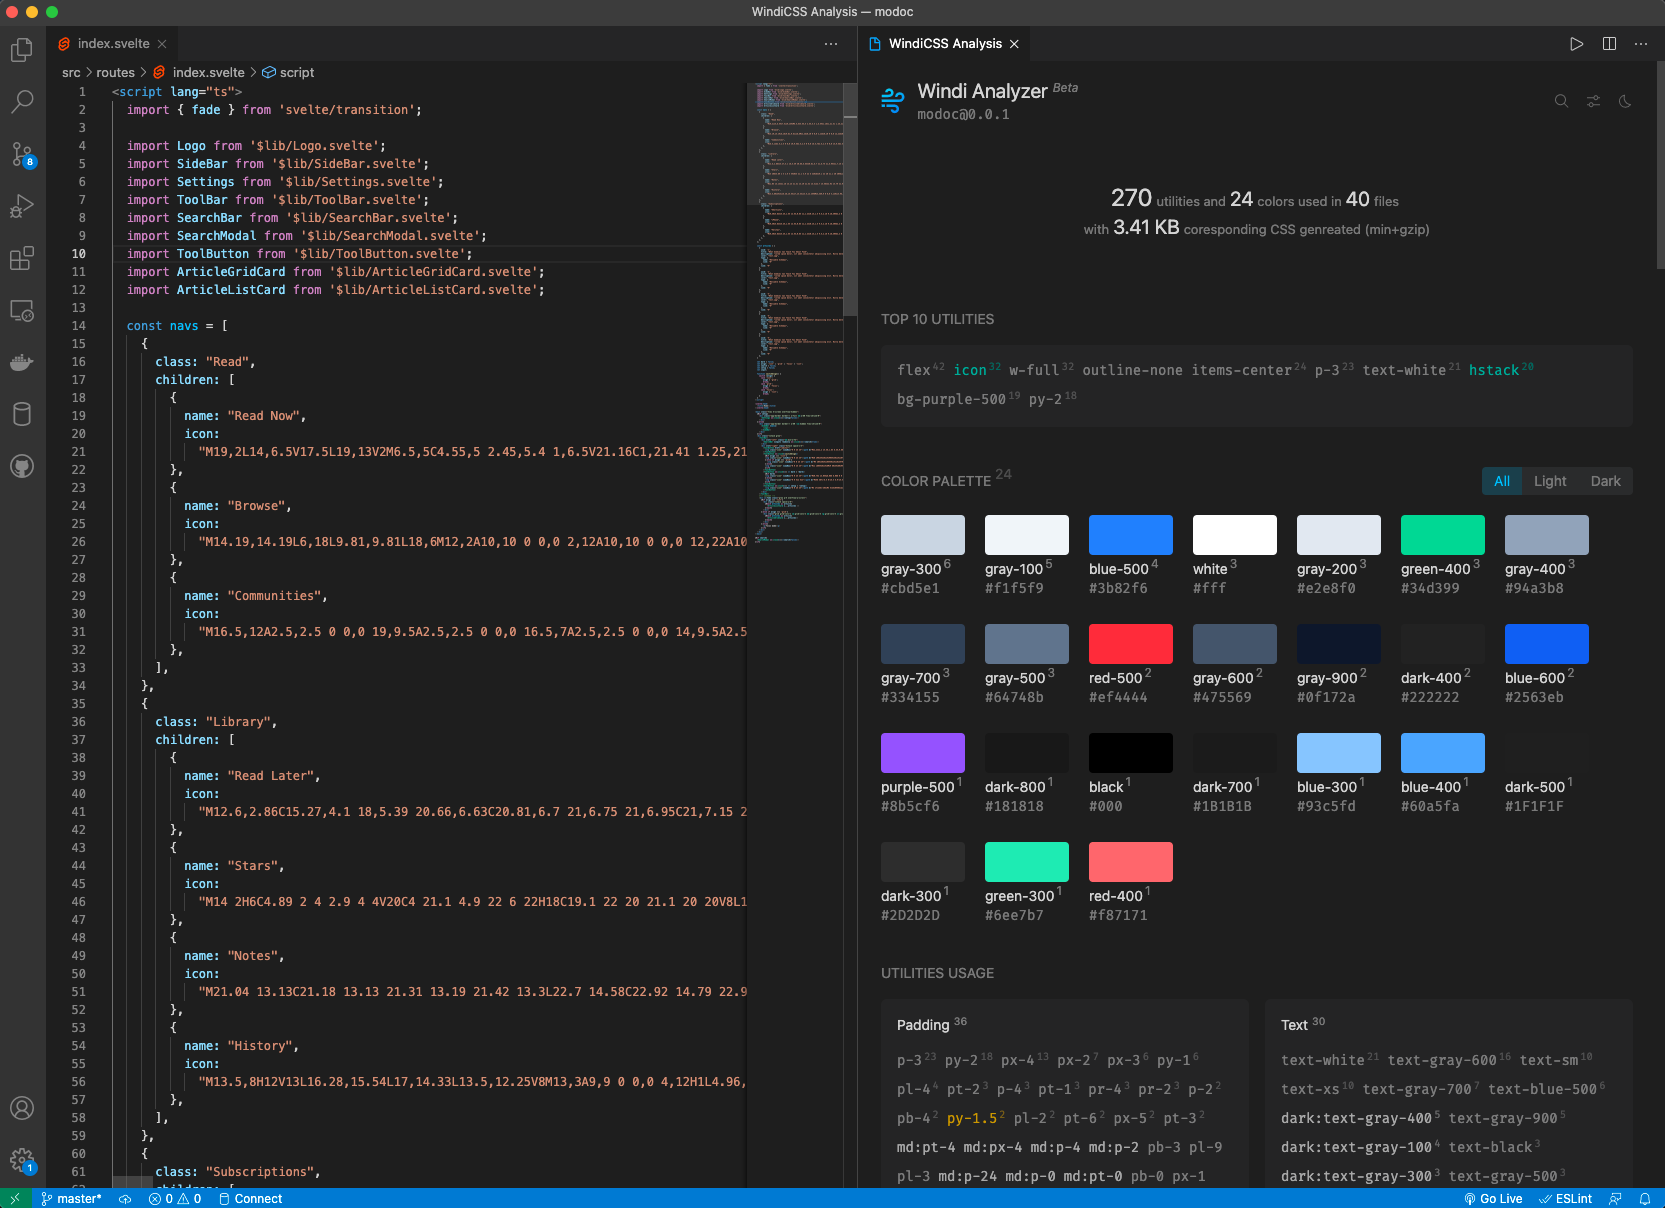 WindiCSS Analysis — modoc
index.svelte
src > routes > index.svelte > script
1 <script lang="ts">
2 import { fade } from 'svelte/transition';
3
4 import Logo from '$lib/Logo.svelte';
5 import SideBar from '$lib/SideBar.svelte';
6 import Settings from '$lib/Settings.svelte';
7 import ToolBar from '$lib/ToolBar.svelte';
8 import SearchBar from '$lib/SearchBar.svelte';
9 import SearchModal from '$lib/SearchModal.svelte';
10 import ToolButton from '$lib/ToolButton.svelte';
11 import ArticleGridCard from '$lib/ArticleGridCard.svelte';
12 import ArticleListCard from '$lib/ArticleListCard.svelte';
13
14 const navs = [
15 {
16 class: "Read",
17 children: [
18 {
19 name: "Read Now",
20 icon:
21 "M19,2L14,6.5V17.5L19,13V2M6.5,5C4.55,5 2.45,5.4 1,6.5V21.16C1,21.41 1.25,21
22 },
23 {
24 name: "Browse",
25 icon:
26 "M14.19,14.19L6,18L9.81,9.81L18,6M12,2A10,10 0 0,0 2,12A10,10 0 0,0 12,22A10
27 },
28 {
29 name: "Communities",
30 icon:
31 "M16.5,12A2.5,2.5 0 0,0 19,9.5A2.5,2.5 0 0,0 16.5,7A2.5,2.5 0 0,0 14,9.5A2.5
32 },
33 ],
34 },
35 {
36 class: "Library",
37 children: [
38 {
39 name: "Read Later",
40 icon:
41 "M12.6,2.86C15.27,4.1 18,5.39 20.66,6.63C20.81,6.7 21,6.75 21,6.95C21,7.15 2
42 },
43 {
44 name: "Stars",
45 icon:
46 "M14 2H6C4.89 2 4 2.9 4 4V20C4 21.1 4.9 22 6 22H18C19.1 22 20 21.1 20 20V8L1
47 },
48 {
49 name: "Notes",
50 icon:
51 "M21.04 13.13C21.18 13.13 21.31 13.19 21.42 13.3L22.7 14.58C22.92 14.79 22.9
52 },
53 {
54 name: "History",
55 icon:
56 "M13.5,8H12V13L16.28,15.54L17,14.33L13.5,12.25V8M13,3A9,9 0 0,0 4,12H1L4.96,
57 },
58 ],
59 },
60 {
61 class: "Subscriptions",
WindiCSS Analysis
Windi Analyzer Beta
modoc@0.0.1
270 utilities and 24 colors used in 40 files
with 3.41 KB coresponding CSS genreated (min+gzip)
TOP 10 UTILITIES
flex 42 icon 32 w-full 32 outline-none items-center 24 p-3 23 text-white 21 hstack 20
bg-purple-500 19 py-2 18
COLOR PALETTE 24
All Light Dark
gray-300 6 gray-100 5 blue-500 4 white 3 gray-200 3 green-400 3 gray-400 3
#cbd5e1 #f1f5f9 #3b82f6 #fff #e2e8f0 #34d399 #94a3b8
gray-700 3 gray-500 3 red-500 2 gray-600 2 gray-900 2 dark-400 2 blue-600 2
#334155 #64748b #ef4444 #475569 #0f172a #222222 #2563eb
purple-500 1 dark-800 1 black 1 dark-700 1 blue-300 1 blue-400 1 dark-500 1
#8b5cf6 #181818 #000 #1B1B1B #93c5fd #60a5fa #1F1F1F
dark-300 1 green-300 1 red-400 1
#2D2D2D #6ee7b7 #f87171
UTILITIES USAGE
Padding 36
p-3 23 py-2 18 px-4 13 px-2 7 px-3 6 py-1 6
pl-4 4 pt-2 3 p-4 3 pt-1 3 pr-4 3 pr-2 3 p-2 2
pb-4 2 py-1.5 2 pl-2 2 pt-6 2 px-5 2 pt-3 2
md:pt-4 md:px-4 md:p-4 md:p-2 pb-3 pl-9
pl-3 md:p-24 md:p-0 md:pt-0 pb-0 px-1
Text 30
text-white 21 text-gray-600 16 text-sm 10
text-xs 10 text-gray-700 7 text-blue-500 6
dark:text-gray-400 5 text-gray-900 5
dark:text-gray-100 4 text-black 3
dark:text-gray-300 3 text-gray-500 3
8
1
master* 0 0 Connect
Go Live ESLint